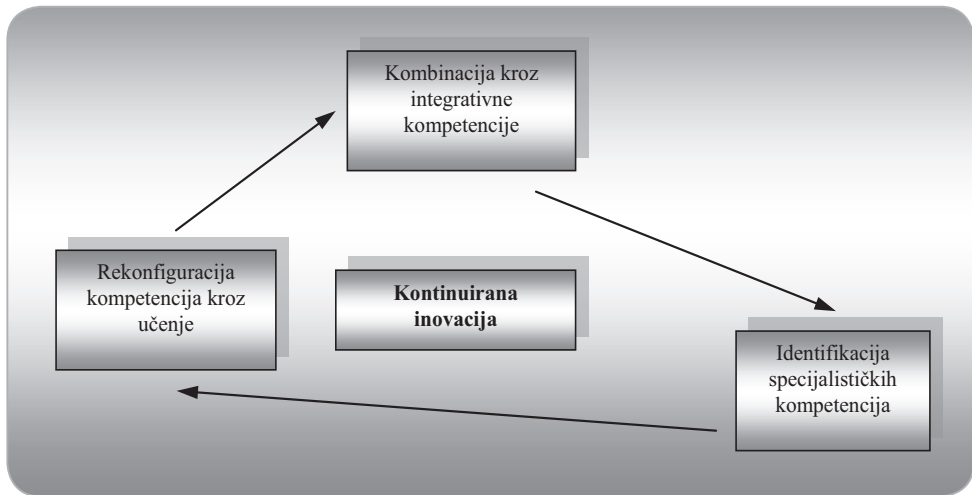 Kombinacija kroz
integrativne
kompetencije
Rekonfiguracija
kompetencija kroz
učenje
Kontinuirana
inovacija
Identifikacija
specijalističkih
kompetencija